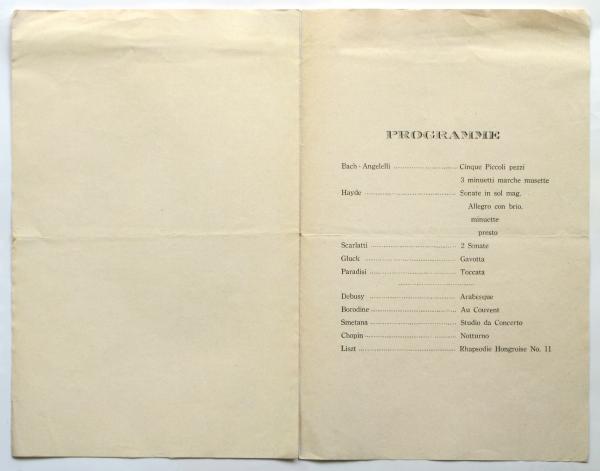 PROGRAMME
Bach - Angelelli ........................ Cinque Piccoli pezzi
3 minuetti marche musette
Hayde ........................ Sonate in sol mag.
Allegro con brio.
minuette
presto
Scarlatti ........................ 2 Sonate
Gluck ........................ Gavotta
Paradisi ........................ Toccata
........................
Debusy ........................ Arabesque
Borodine ........................ Au Couvent
Smetana ........................ Studio da Concerto
Chopin ........................ Notturno
Liszt ........................ Rhapsodie Hongroise No. 11